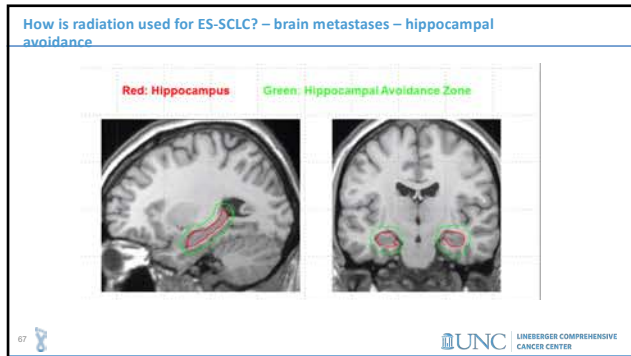 How is radiation used for ES-SCLC? – brain metastases – hippocampal
avoidance
Red: Hippocampus Green: Hippocampal Avoidance Zone
67 UNC LINEBERGER COMPREHENSIVE
CANCER CENTER